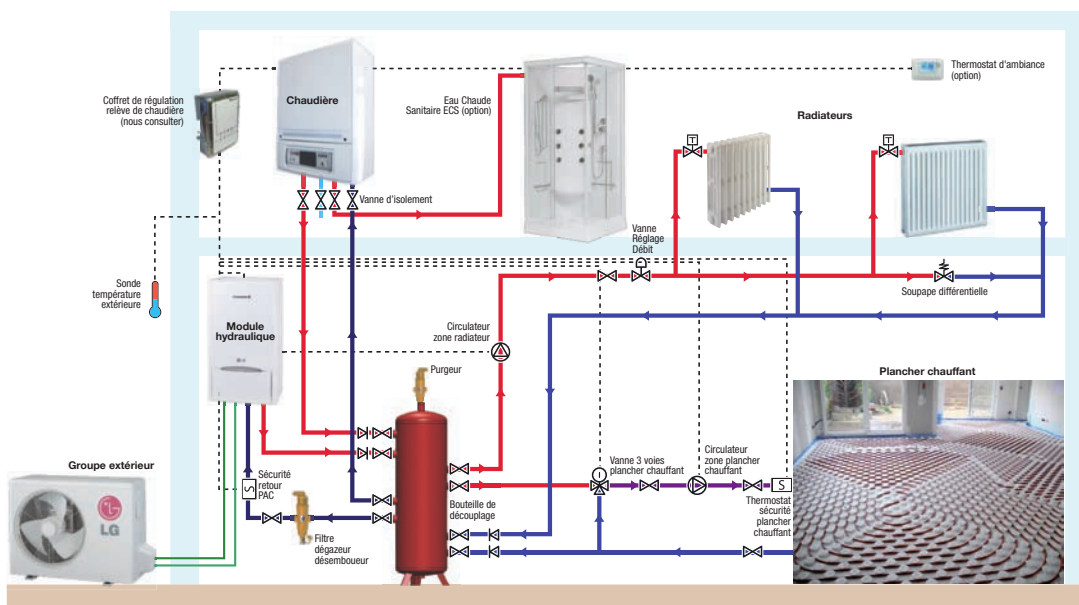 Coffret de régulation
relève de chaudière
(nous consulter)
Chaudière
Eau Chaude
Sanitaire ECS (option)
Thermostat d'ambiance
(option)
Radiateurs
T
T
Vanne d'isolement
Vanne
Réglage
Débit
Soupape différentielle
Sonde
température
extérieure
Module
hydraulique
Circulateur
zone radiateur
Purgeur
Plancher chauffant
Groupe extérieur
LG
Sécurité
retour
PAC
S
Filtre
dégazeur
désemboueur
Bouteille de
découplage
Vanne 3 voies
plancher chauffant
Circulateur
zone plancher
chauffant
S
Thermostat
sécurité
plancher
chauffant